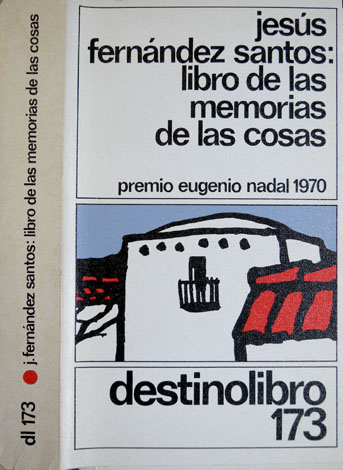 jesús
fernández santos:
libro de las
memorias
de las cosas
premio eugenio nadal 1970
destinolibro
173
dl 173 j. fernández santos: libro de las memorias de las cosas